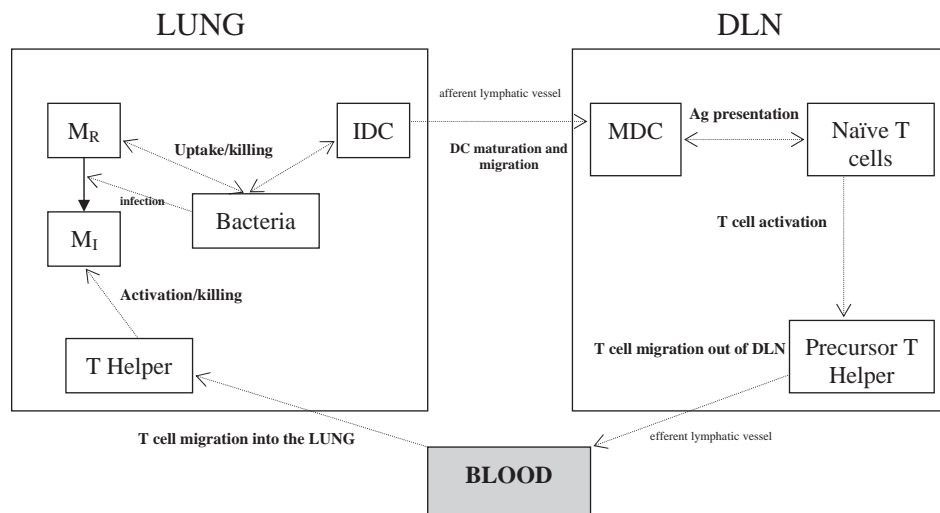 LUNG
DLN
M_R
IDC
afferent lymphatic vessel
MDC
Ag presentation
Naïve T
cells
Uptake/killing
DC maturation and
migration
infection
Bacteria
M_I
T cell activation
Activation/killing
T Helper
T cell migration out of DLN
Precursor T
Helper
T cell migration into the LUNG
efferent lymphatic vessel
BLOOD